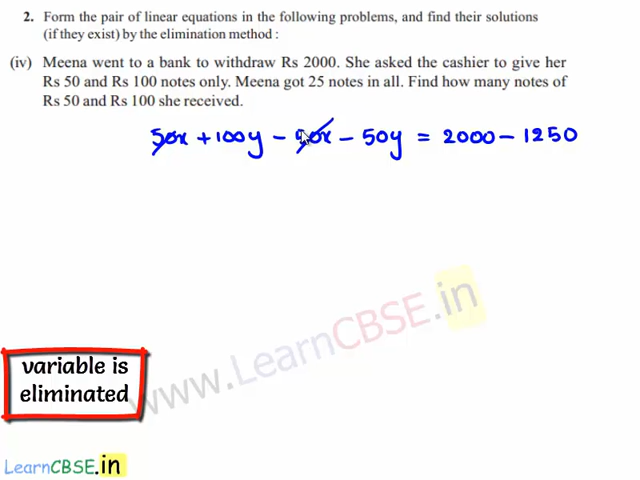 2. Form the pair of linear equations in the following problems, and find their solutions
(if they exist) by the elimination method :
(iv) Meena went to a bank to withdraw Rs 2000. She asked the cashier to give her
Rs 50 and Rs 100 notes only. Meena got 25 notes in all. Find how many notes of
Rs 50 and Rs 100 she received.
50x + 100y - 50x - 50y = 2000 - 1250
www.LearnCBSE.in
variable is
eliminated
LearnCBSE.in